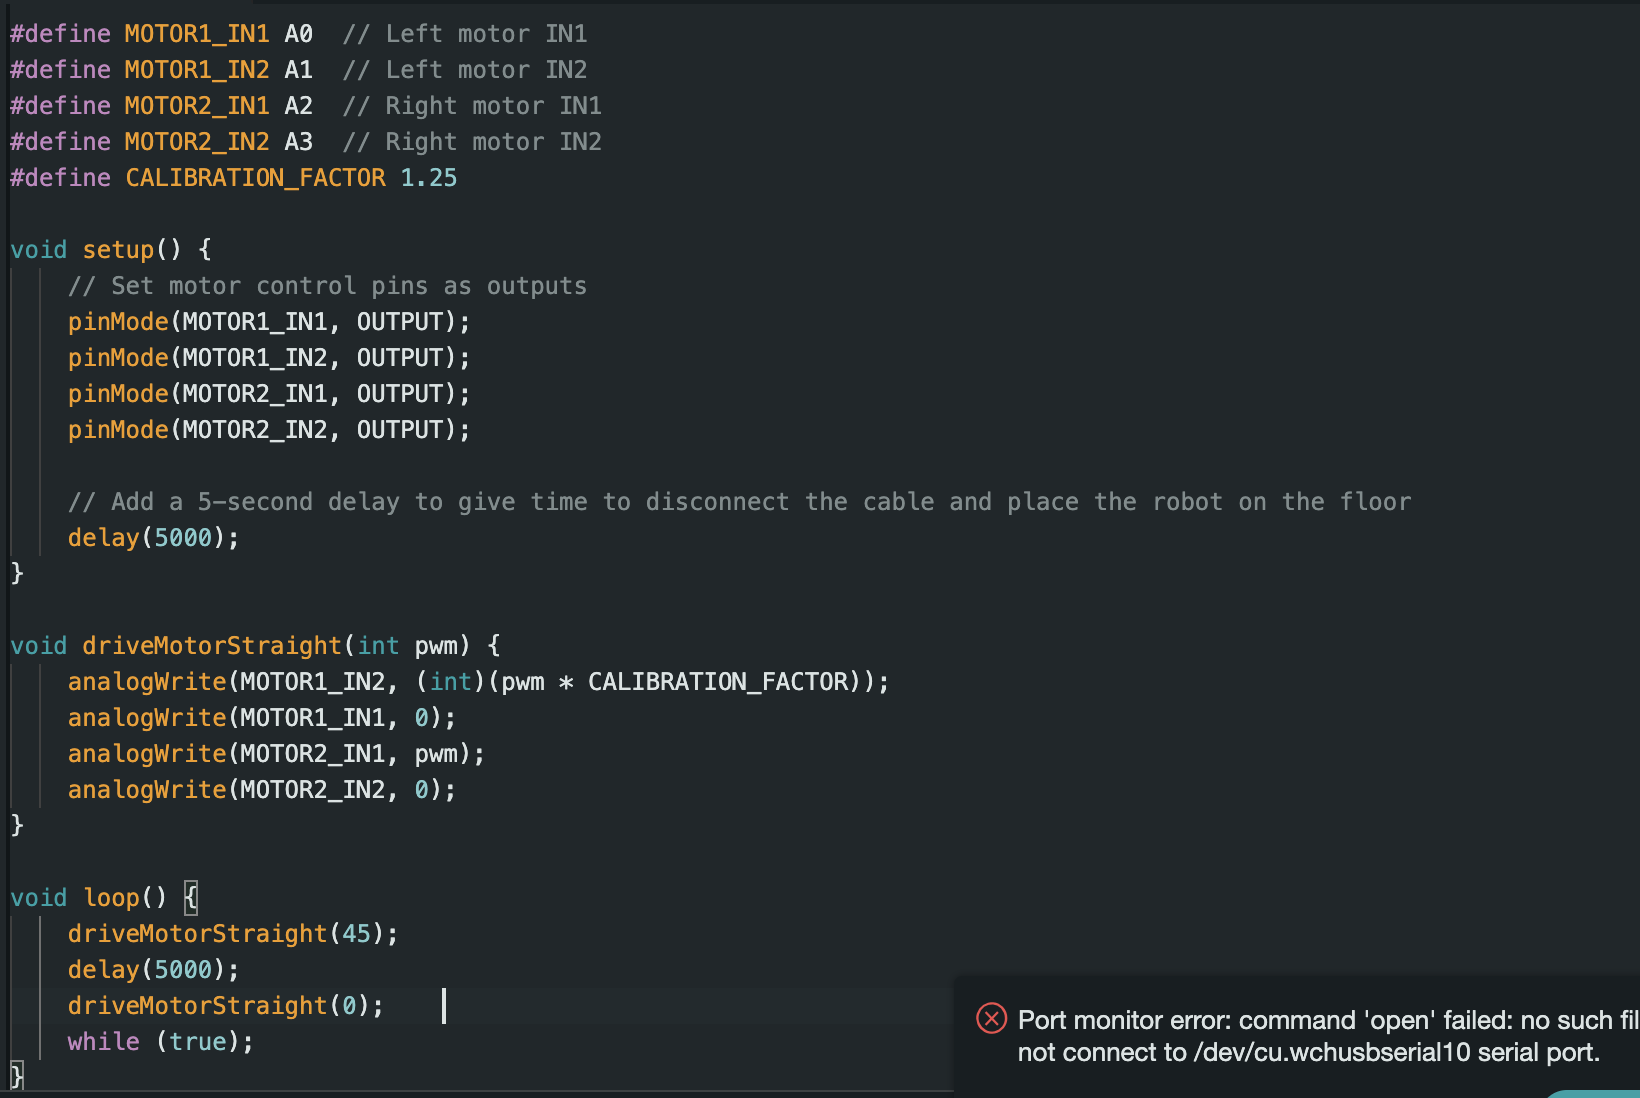 #define MOTOR1_IN1 A0  // Left motor IN1
#define MOTOR1_IN2 A1  // Left motor IN2
#define MOTOR2_IN1 A2  // Right motor IN1
#define MOTOR2_IN2 A3  // Right motor IN2
#define CALIBRATION_FACTOR 1.25

void setup() {
    // Set motor control pins as outputs
    pinMode(MOTOR1_IN1, OUTPUT);
    pinMode(MOTOR1_IN2, OUTPUT);
    pinMode(MOTOR2_IN1, OUTPUT);
    pinMode(MOTOR2_IN2, OUTPUT);

    // Add a 5-second delay to give time to disconnect the cable and place the robot on the floor
    delay(5000);
}

void driveMotorStraight(int pwm) {
    analogWrite(MOTOR1_IN2, (int)(pwm * CALIBRATION_FACTOR));
    analogWrite(MOTOR1_IN1, 0);
    analogWrite(MOTOR2_IN1, pwm);
    analogWrite(MOTOR2_IN2, 0);
}

void loop() {
    driveMotorStraight(45);
    delay(5000);
    driveMotorStraight(0);
    while (true);
}
Port monitor error: command 'open' failed: no such fil
not connect to /dev/cu.wchusbserial10 serial port.